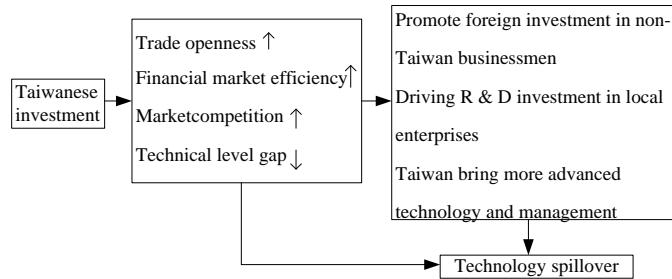 Taiwanese
investment
Trade openness ↑
Financial market efficiency↑
Marketcompetition ↑
Technical level gap ↓
Promote foreign investment in non-
Taiwan businessmen
Driving R & D investment in local
enterprises
Taiwan bring more advanced
technology and management
Technology spillover